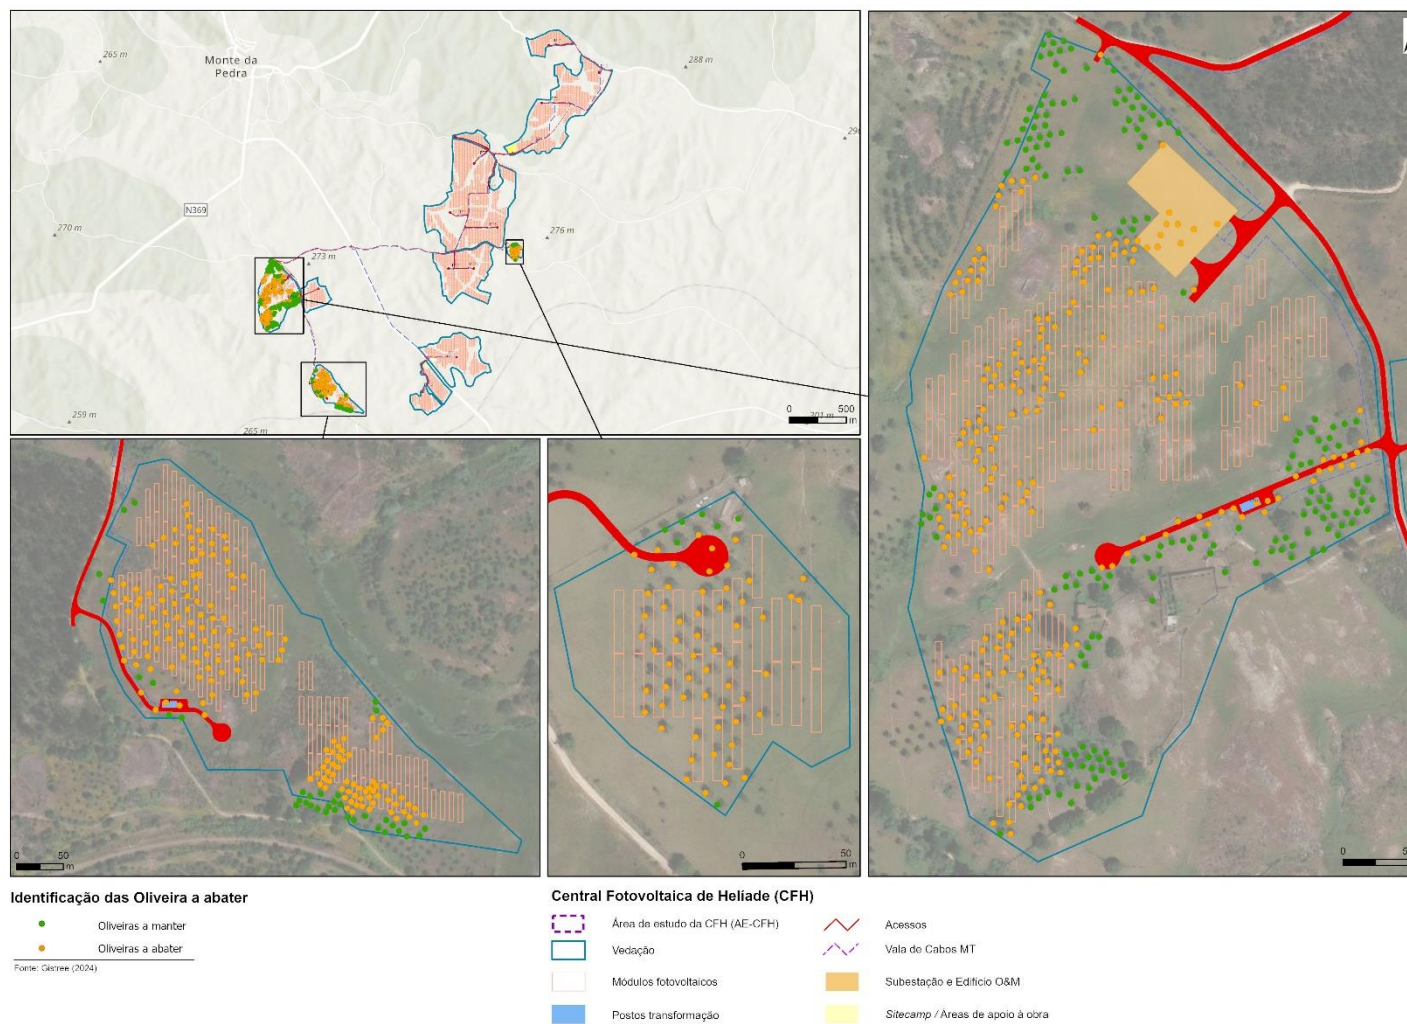 265 m
Monte da
Pedra
288 m
290
N369
270 m
276 m
273 m
259 m
265 m
301 m
0 500
m
0 50
m
0 50
m
0
Identificação das Oliveira a abater
Oliveiras a manter
Oliveiras a abater
Fonte: Gistree (2024)
Central Fotovoltaica de Helíade (CFH)
Área de estudo da CFH (AE-CFH)
Vedação
Módulos fotovoltaicos
Postos transformação
Acessos
Vala de Cabos MT
Subestação e Edifício O&M
Sitecamp / Áreas de apoio à obra